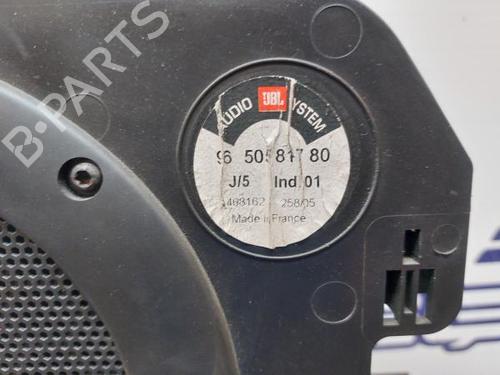 B-PARTS
AUDIO JBL SYSTEM
96 505 817 80
J/5 Ind.01
258/05
Made in France